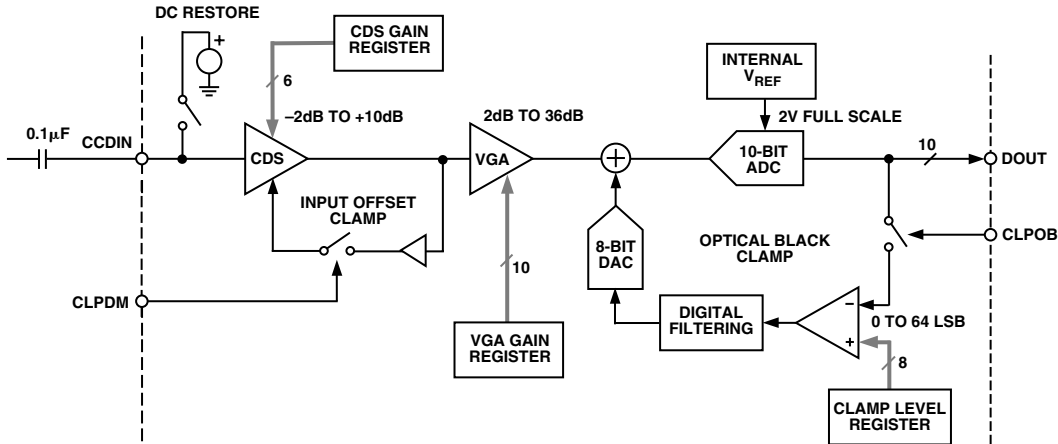 DC RESTORE
+
CDS GAIN
REGISTER
6
INTERNAL
VREF
–2dB TO +10dB
2dB TO 36dB
2V FULL SCALE
0.1μF
CCDIN
CDS
VGA
+
10-BIT
ADC
10
DOUT
INPUT OFFSET
CLAMP
8-BIT
DAC
OPTICAL BLACK
CLAMP
CLPOB
10
CLPDM
DIGITAL
FILTERING
–
+
0 TO 64 LSB
VGA GAIN
REGISTER
8
CLAMP LEVEL
REGISTER